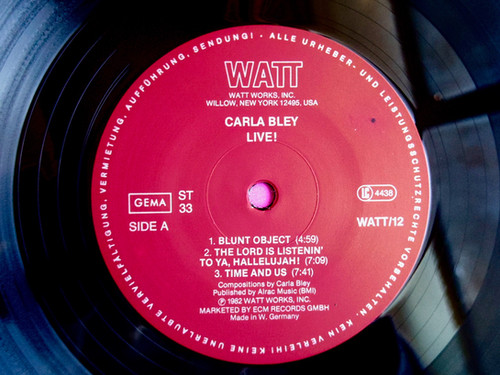 WATT
WATT WORKS, INC.
WILLOW, NEW YORK 12495, USA
CARLA BLEY
LIVE!
GEMA
ST
33
LC 4438
SIDE A
WATT/12
1. BLUNT OBJECT (4:59)
2. THE LORD IS LISTENIN'
TO YA, HALLELUJAH! (7:09)
3. TIME AND US (7:41)
Compositions by Carla Bley
Published by Alrac Music (BMI)
℗ 1982 WATT WORKS, INC.
MARKETED BY ECM RECORDS GMBH
Made in W. Germany
ALLE URHEBER- UND LEISTUNGSSCHUTZRECHTE VORBEHALTEN. KEIN VERLEIH! KEINE UNERLAUBTE VERVIELFÄLTIGUNG, VERMIETUNG, AUFFÜHRUNG, SENDUNG! ·